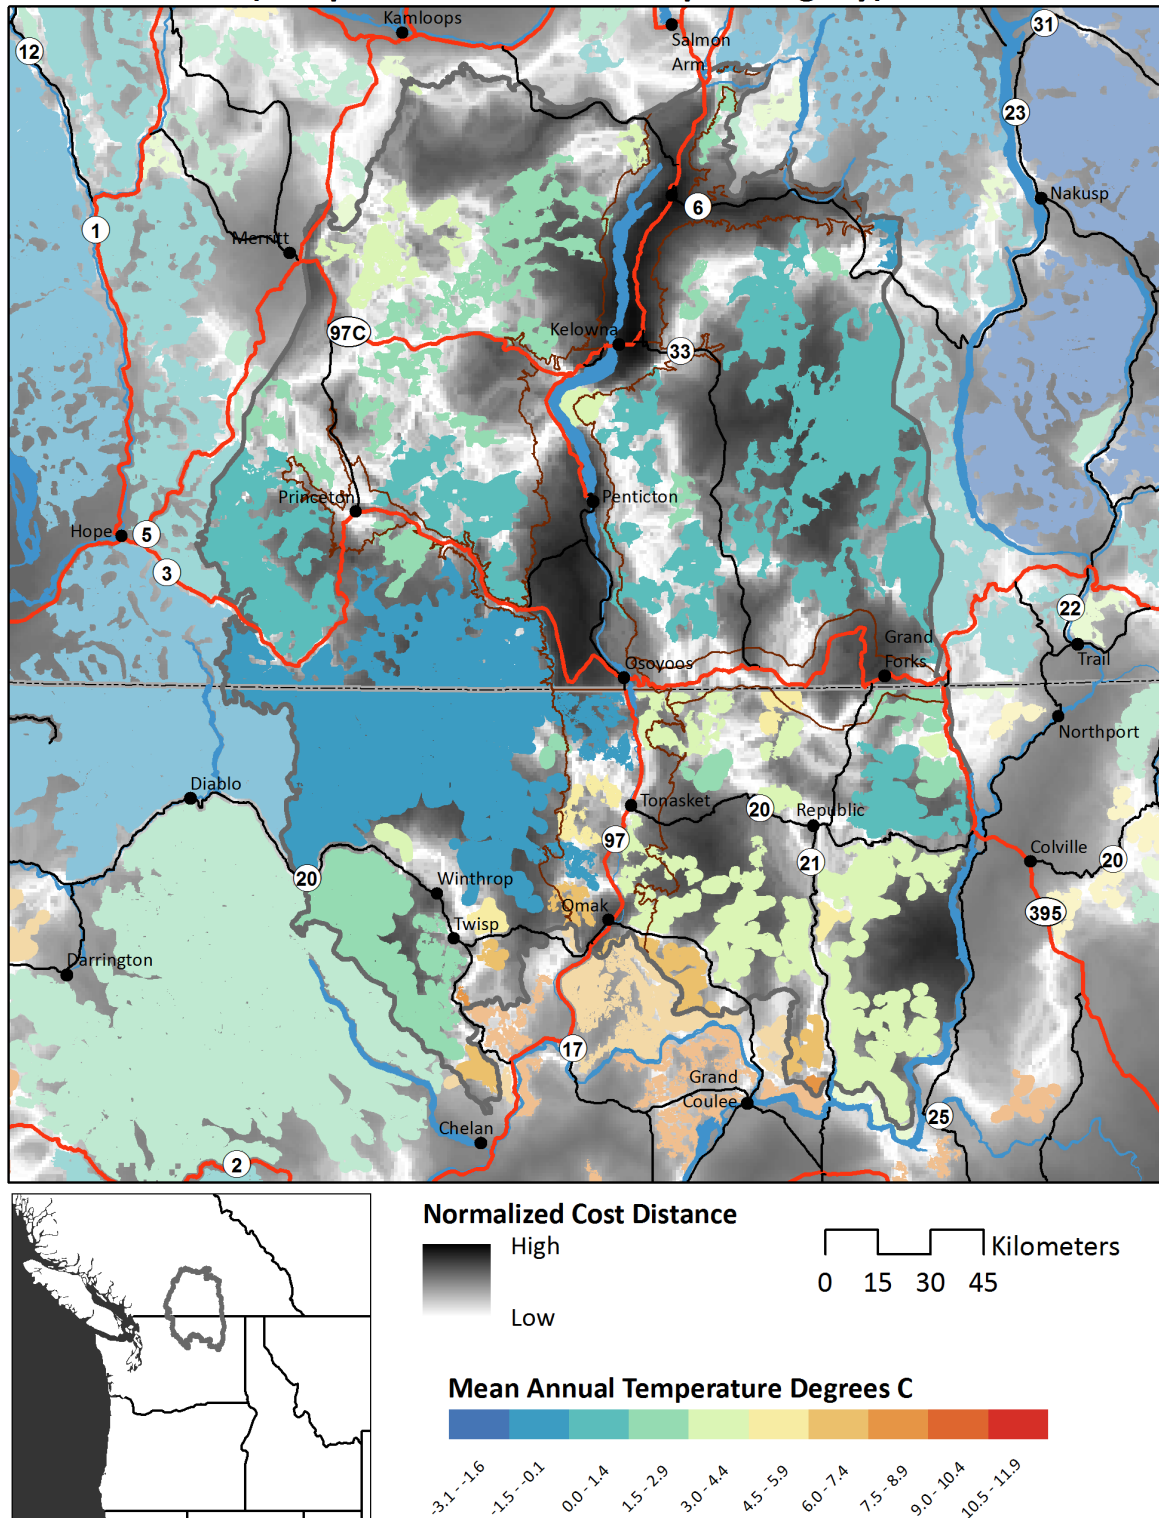 Kamloops
Salmon
Arm
31
12
23
Nakusp
6
1
Merritt
97C
Kelowna
33
Penticton
Princeton
Hope
5
3
22
Grand
Forks
Osoyoos
Trail
Northport
Diablo
Tonasket
20
Republic
97
21
Colville
20
20
Winthrop
Omak
395
Twisp
Darrington
17
Grand
Coulee
25
Chelan
2
Normalized Cost Distance
High
Low
Kilometers
0 15 30 45
Mean Annual Temperature Degrees C
-3.1 - -1.6
-1.5 - -0.1
0.0 - 1.4
1.5 - 2.9
3.0 - 4.4
4.5 - 5.9
6.0 - 7.4
7.5 - 8.9
9.0 - 10.4
10.5 - 11.9